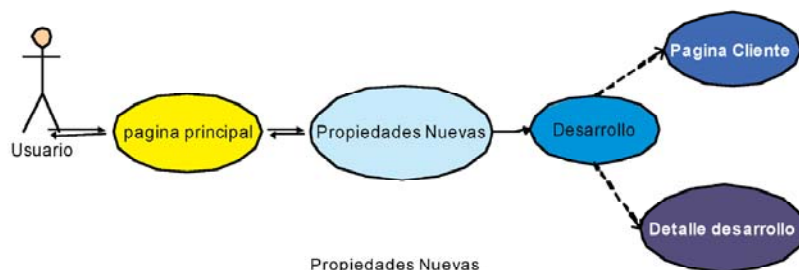 Pagina Cliente
pagina principal
Propiedades Nuevas
Desarrollo
Usuario
Detalle desarrollo
Propiedades Nuevas